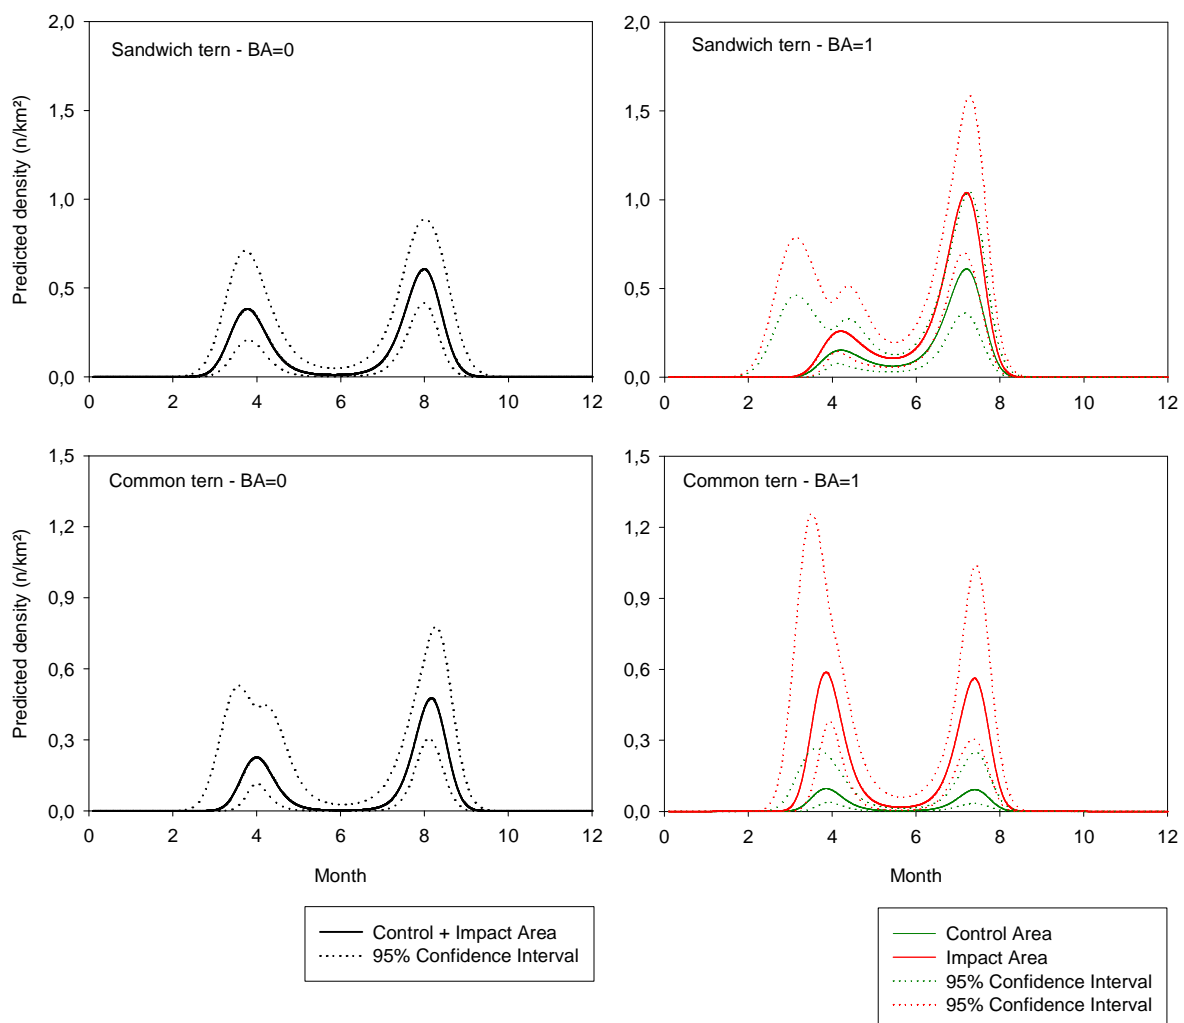 Sandwich tern - BA=0
Predicted density (n/km²)
2,0
1,5
1,0
0,5
0,0
0 2 4 6 8 10 12
Sandwich tern - BA=1
2,0
1,5
1,0
0,5
0,0
0 2 4 6 8 10 12
Common tern - BA=0
Predicted density (n/km²)
1,5
1,2
0,9
0,6
0,3
0,0
0 2 4 6 8 10 12
Month
Common tern - BA=1
1,5
1,2
0,9
0,6
0,3
0,0
0 2 4 6 8 10 12
Month
Control + Impact Area
95% Confidence Interval
Control Area
Impact Area
95% Confidence Interval
95% Confidence Interval